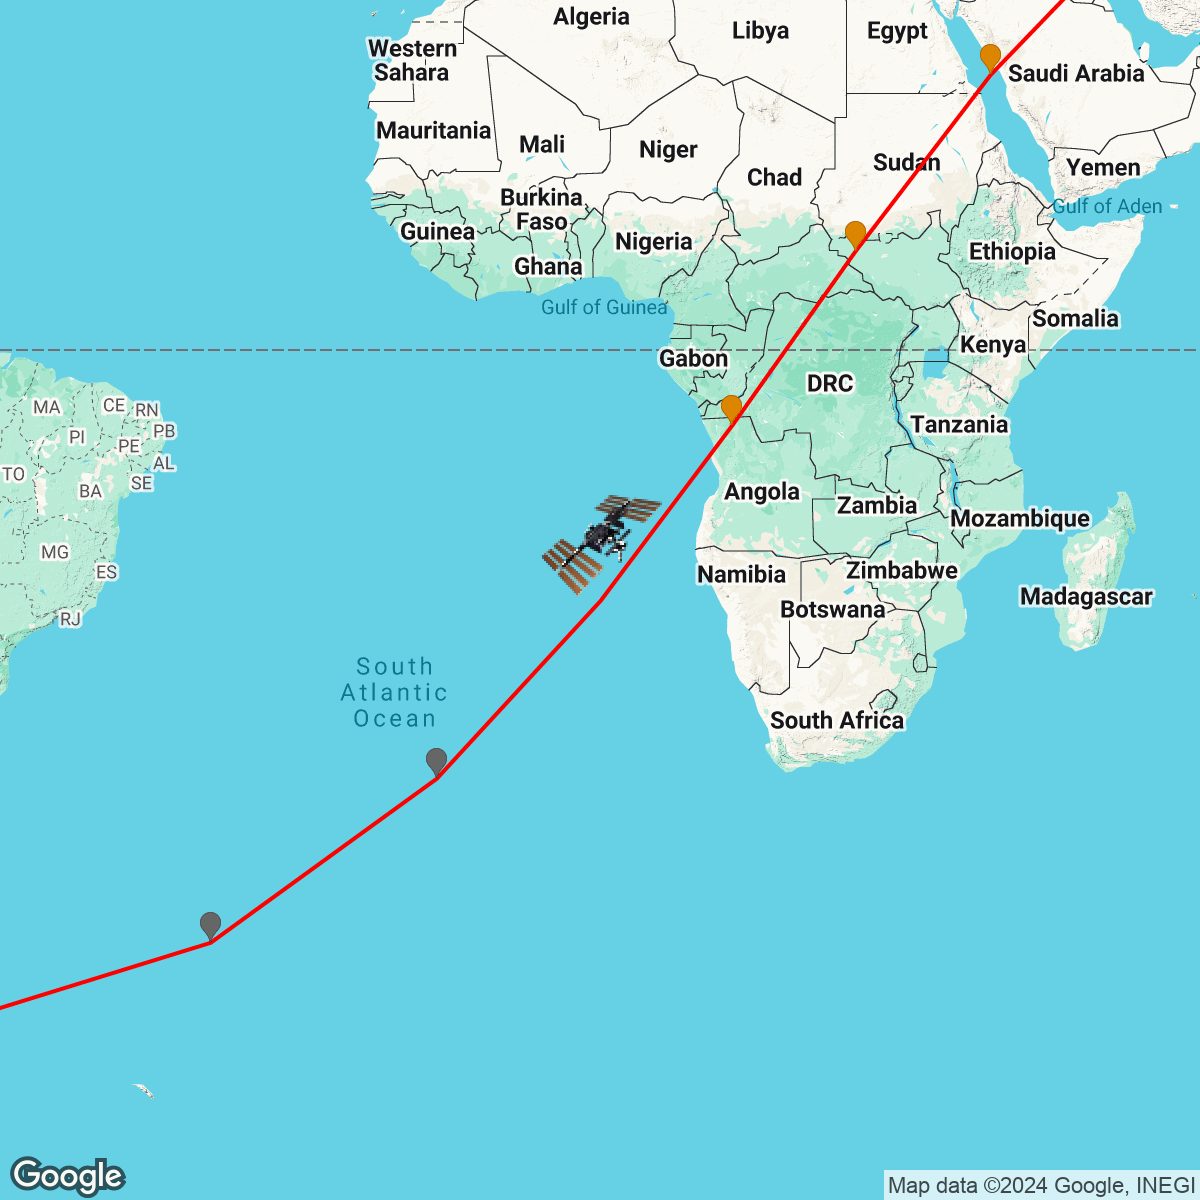 Algeria
Libya
Egypt
Western
Sahara
Saudi Arabia
Mauritania
Mali
Niger
Chad
Sudan
Yemen
Burkina
Faso
Gulf of Aden
Guinea
Nigeria
Ethiopia
Ghana
Gulf of Guinea
Somalia
Gabon
Kenya
DRC
MA
CE
RN
PI
PB
PE
Tanzania
TO
AL
BA
SE
Angola
Zambia
Mozambique
MG
ES
Namibia
Zimbabwe
Madagascar
Botswana
RJ
South
Atlantic
Ocean
South Africa
Google
Map data ©2024 Google, INEGI